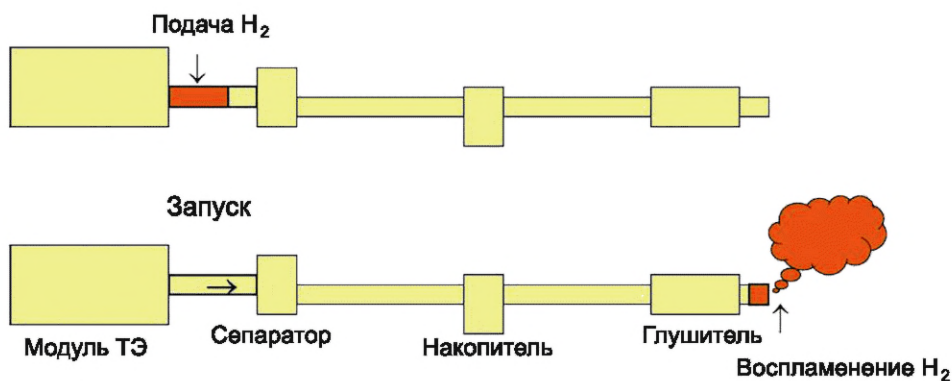 Подача H₂
Запуск
Модуль ТЭ
Сепаратор
Накопитель
Глушитель
Воспламенение H₂